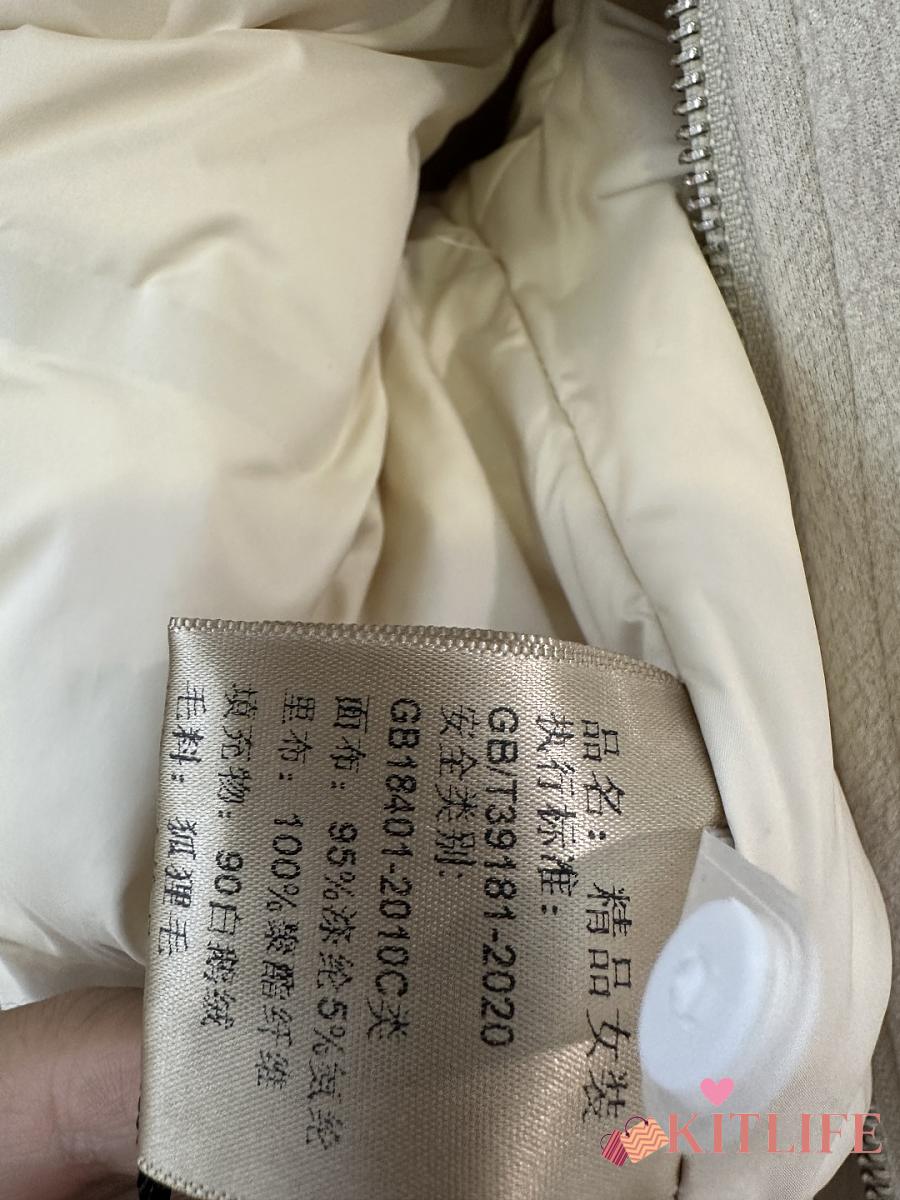 品名: 精品女装
执行标准:
GB/T39181-2020
安全类别:
GB18401-2010C类
面布: 95%涤纶5%氨纶
里布: 100%聚酯纤维
填充物: 90白鹅绒
毛料: 狐狸毛
KITLIFE